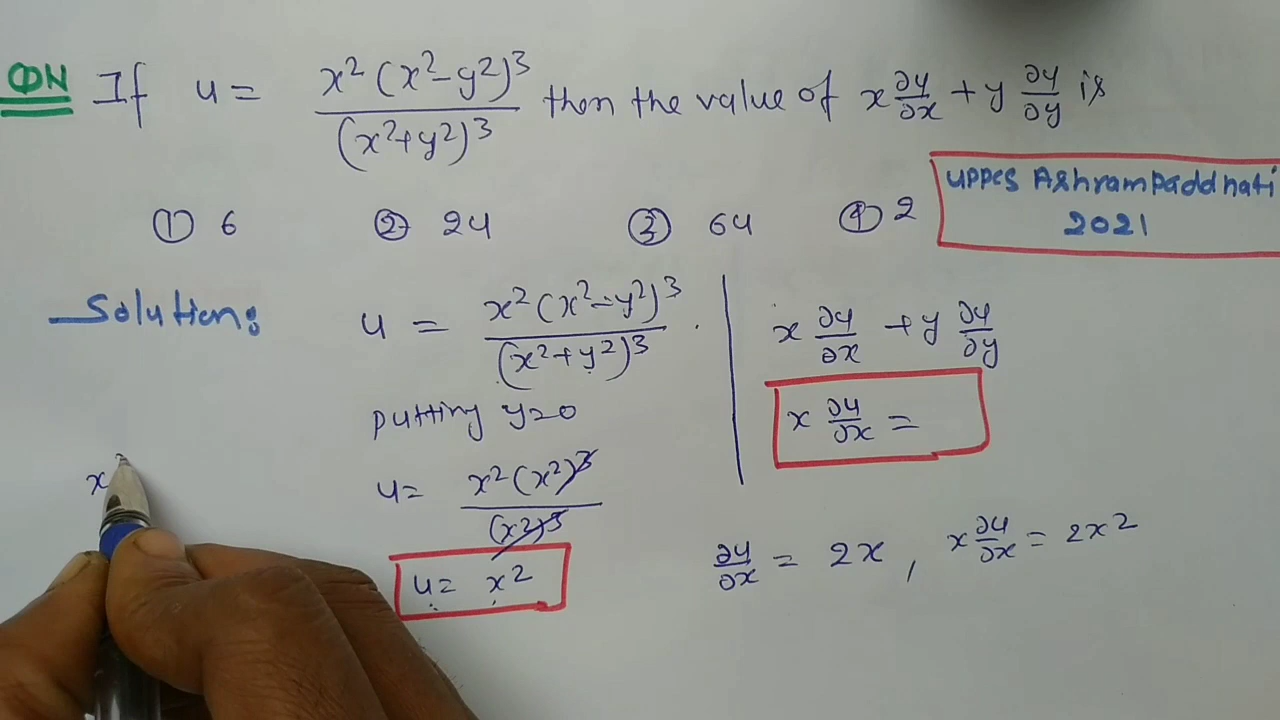 QN If u = x²(x²-y²)³ / (x²+y²)³ then the value of x ∂u/∂x + y ∂u/∂y is
① 6 ② 24 ③ 64 ④ 2
UPPCS Ashrampaddhati
2021
Solution:
u = x²(x²-y²)³ / (x²+y²)³
putting y=0
u= x²(x²)³ / (x²)³
u= x²
x ∂u/∂x + y ∂u/∂y
x ∂u/∂x =
∂u/∂x = 2x , x ∂u/∂x = 2x²
x